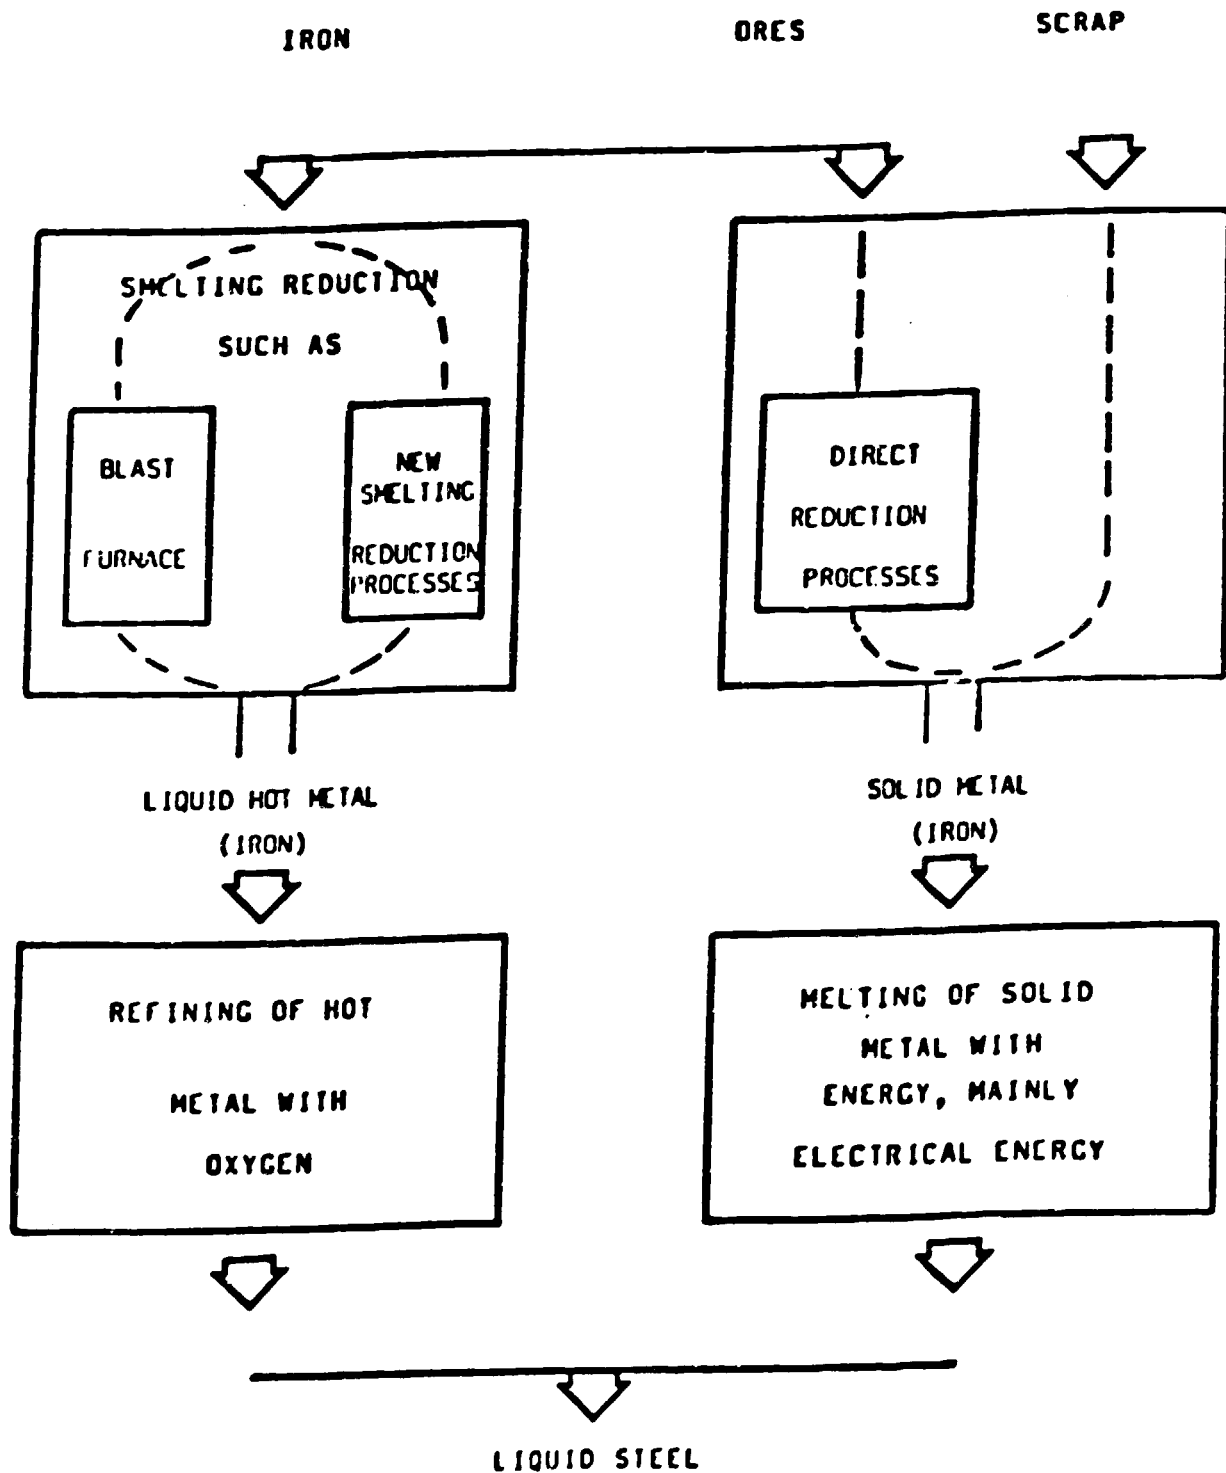 IRON ORES SCRAP
SMELTING REDUCTION
SUCH AS
BLAST
FURNACE
NEW
SMELTING
REDUCTION
PROCESSES
DIRECT
REDUCTION
PROCESSES
LIQUID HOT METAL
(IRON)
SOLID METAL
(IRON)
REFINING OF HOT
METAL WITH
OXYGEN
MELTING OF SOLID
METAL WITH
ENERGY, MAINLY
ELECTRICAL ENERGY
LIQUID STEEL